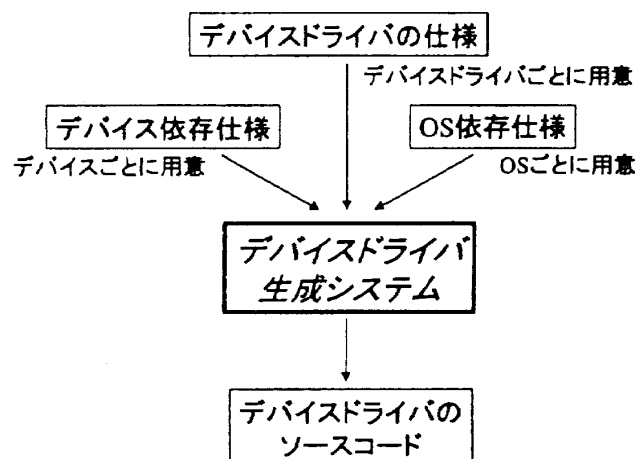 デバイスドライバの仕様
デバイスドライバごとに用意
デバイス依存仕様
OS依存仕様
デバイスごとに用意
OSごとに用意
デバイスドライバ
生成システム
デバイスドライバの
ソースコード